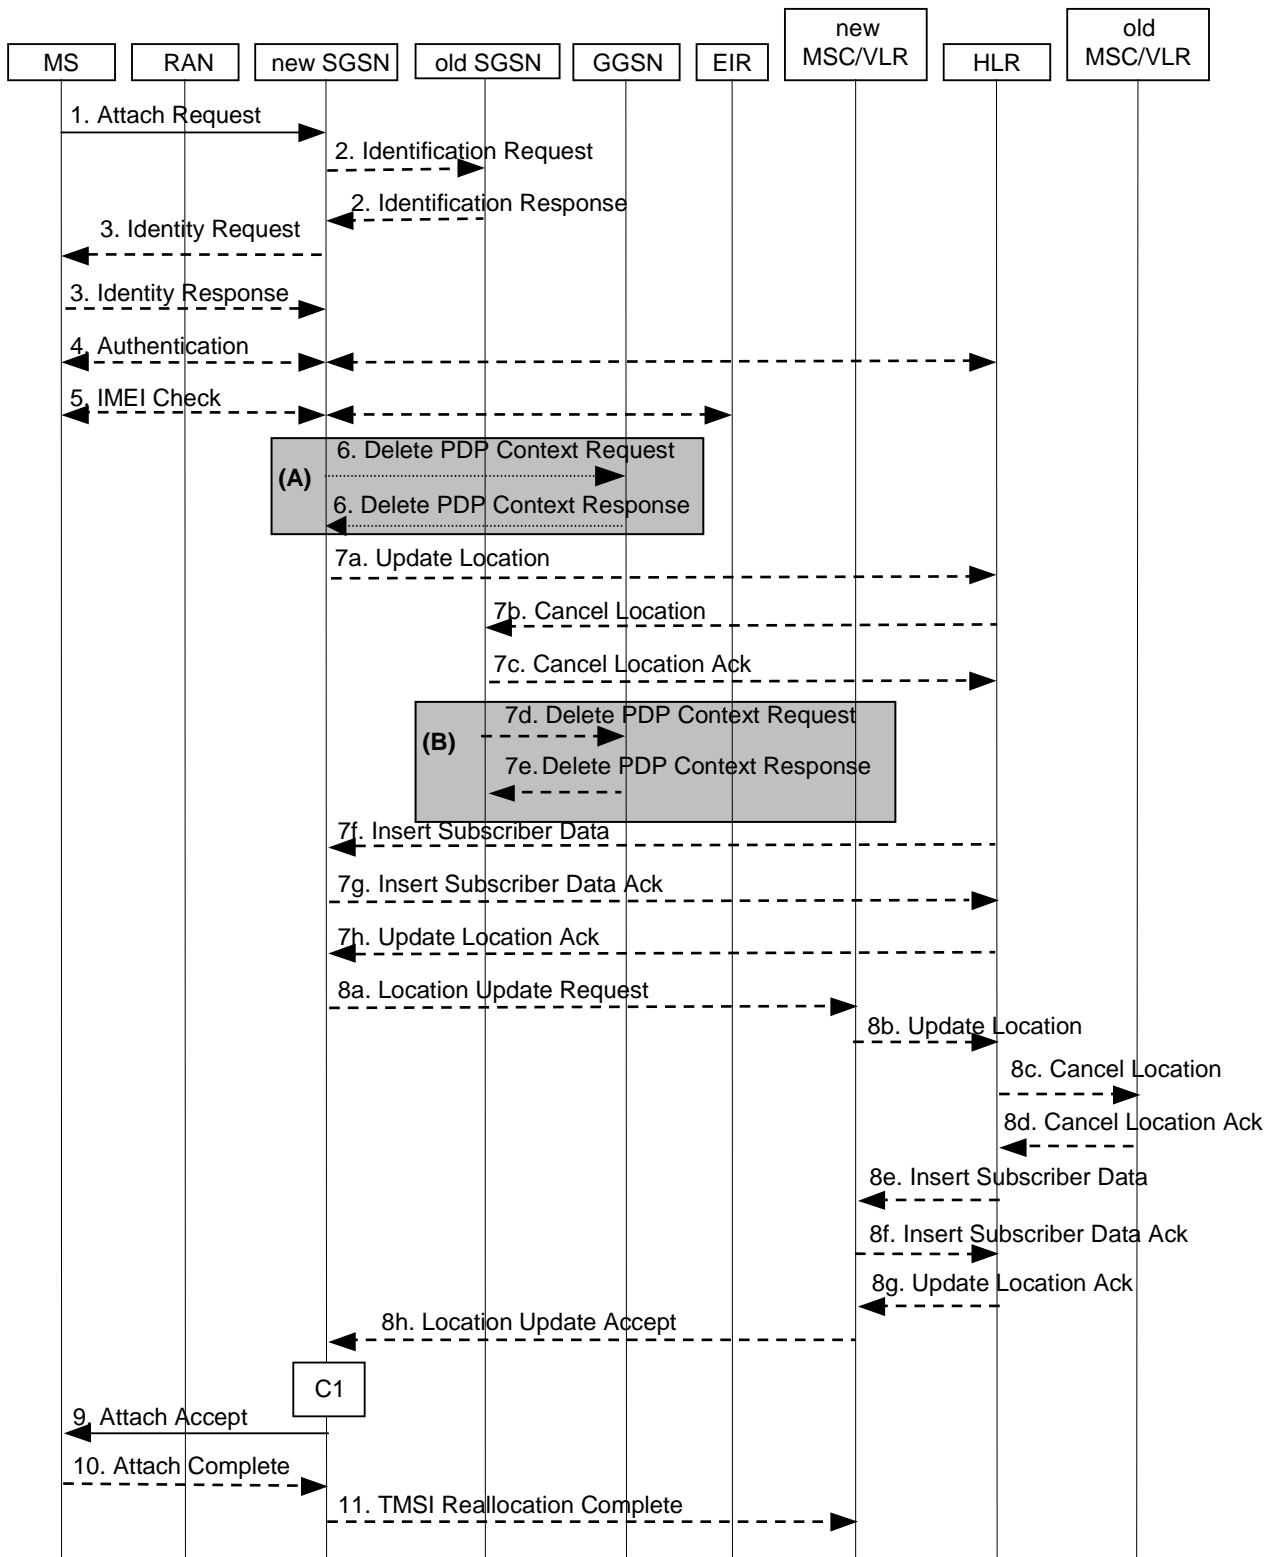 new
old
MS RAN new SGSN old SGSN GGSN EIR MSC/VLR HLR MSC/VLR
1. Attach Request
2. Identification Request
2. Identification Response
3. Identity Request
3. Identity Response
4. Authentication
5. IMEI Check
6. Delete PDP Context Request
(A)
6. Delete PDP Context Response
7a. Update Location
7b. Cancel Location
7c. Cancel Location Ack
7d. Delete PDP Context Request
(B)
7e. Delete PDP Context Response
7f. Insert Subscriber Data
7g. Insert Subscriber Data Ack
7h. Update Location Ack
8a. Location Update Request
8b. Update Location
8c. Cancel Location
8d. Cancel Location Ack
8e. Insert Subscriber Data
8f. Insert Subscriber Data Ack
8g. Update Location Ack
8h. Location Update Accept
C1
9. Attach Accept
10. Attach Complete
11. TMSI Reallocation Complete